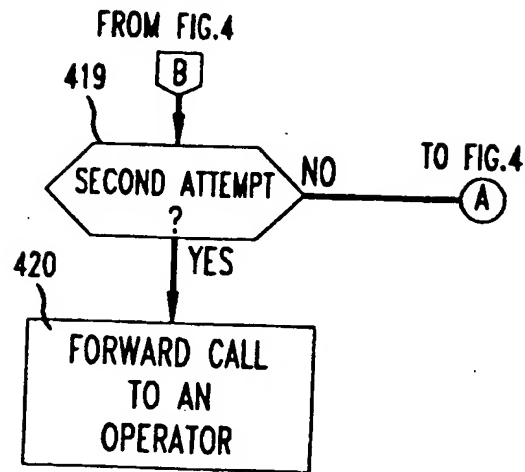 FROM FIG.4
B
419
SECOND ATTEMPT
?
NO
TO FIG.4
A
YES
420
FORWARD CALL
TO AN
OPERATOR